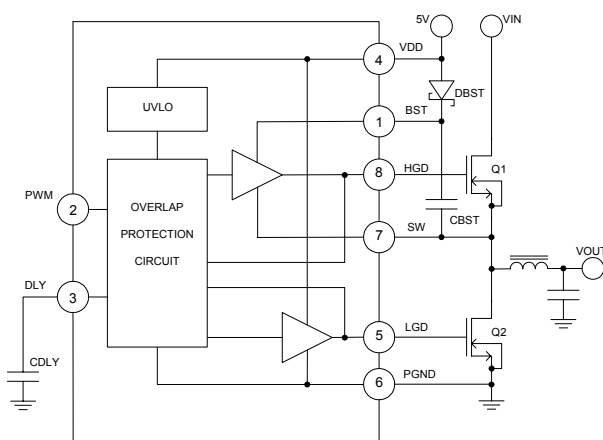 5V
VIN
4
VDD
DBST
UVLO
1
BST
8
HGD
Q1
PWM
2
OVERLAP
PROTECTION
CIRCUIT
CBST
7
SW
VOUT
DLY
3
5
LGD
Q2
CDLY
6
PGND